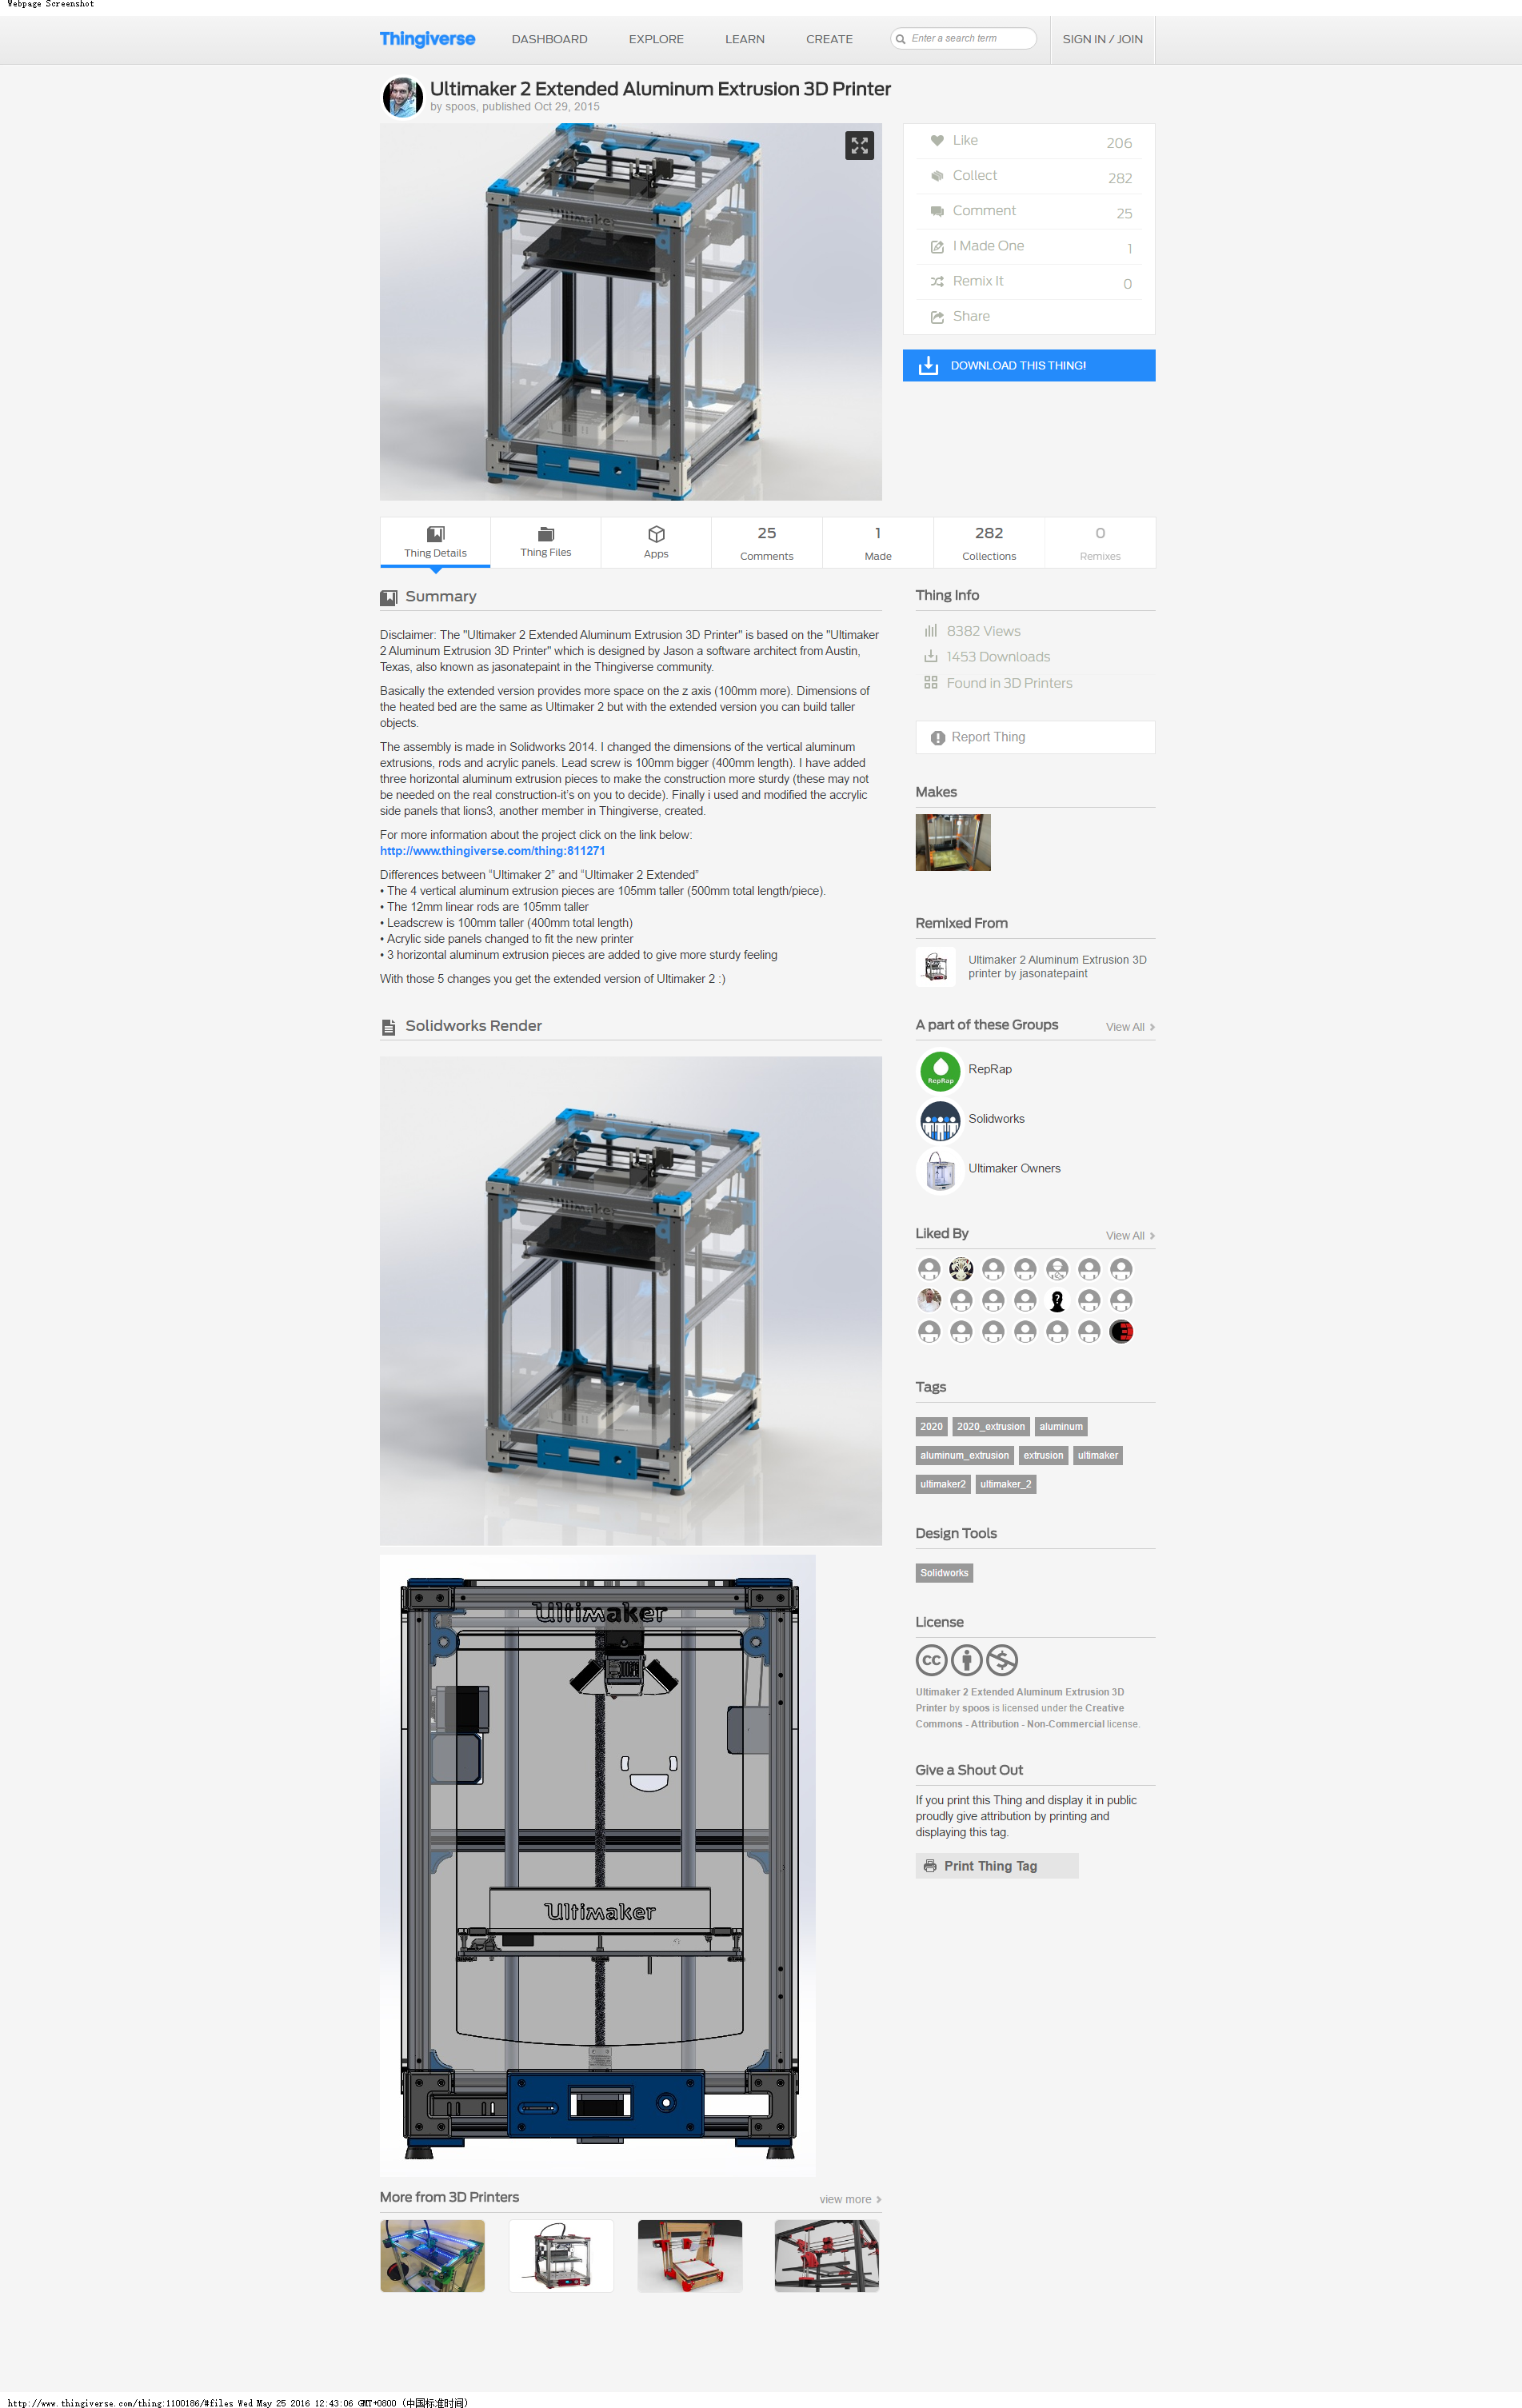 Webpage Screenshot
Thingiverse
DASHBOARD
EXPLORE
LEARN
CREATE
Enter a search term
SIGN IN / JOIN
Ultimaker 2 Extended Aluminum Extrusion 3D Printer
by spoos, published Oct 29, 2015
Ultimaker
Like 206
Collect 282
Comment 25
I Made One 1
Remix It 0
Share
DOWNLOAD THIS THING!
Thing Details
Thing Files
Apps
25 Comments
1 Made
282 Collections
0 Remixes
Summary
Disclaimer: The "Ultimaker 2 Extended Aluminum Extrusion 3D Printer" is based on the "Ultimaker
2 Aluminum Extrusion 3D Printer" which is designed by Jason a software architect from Austin,
Texas, also known as jasonatepaint in the Thingiverse community.
Basically the extended version provides more space on the z axis (100mm more). Dimensions of
the heated bed are the same as Ultimaker 2 but with the extended version you can build taller
objects.
The assembly is made in Solidworks 2014. I changed the dimensions of the vertical aluminum
extrusions, rods and acrylic panels. Lead screw is 100mm bigger (400mm length). I have added
three horizontal aluminum extrusion pieces to make the construction more sturdy (these may not
be needed on the real construction-it's on you to decide). Finally i used and modified the accrylic
side panels that lions3, another member in Thingiverse, created.
For more information about the project click on the link below:
http://www.thingiverse.com/thing:811271
Differences between “Ultimaker 2” and “Ultimaker 2 Extended”
• The 4 vertical aluminum extrusion pieces are 105mm taller (500mm total length/piece).
• The 12mm linear rods are 105mm taller
• Leadscrew is 100mm taller (400mm total length)
• Acrylic side panels changed to fit the new printer
• 3 horizontal aluminum extrusion pieces are added to give more sturdy feeling
With those 5 changes you get the extended version of Ultimaker 2 :)
Solidworks Render
Ultimaker
Ultimaker
Ultimaker
More from 3D Printers
view more
Thing Info
8382 Views
1453 Downloads
Found in 3D Printers
Report Thing
Makes
Remixed From
Ultimaker 2 Aluminum Extrusion 3D
printer by jasonatepaint
A part of these Groups
View All
RepRap
RepRap
Solidworks
Ultimaker Owners
Liked By
View All
Tags
2020
2020_extrusion
aluminum
aluminum_extrusion
extrusion
ultimaker
ultimaker2
ultimaker_2
Design Tools
Solidworks
License
cc
Ultimaker 2 Extended Aluminum Extrusion 3D
Printer by spoos is licensed under the Creative
Commons - Attribution - Non-Commercial license.
Give a Shout Out
If you print this Thing and display it in public
proudly give attribution by printing and
displaying this tag.
Print Thing Tag
http://www.thingiverse.com/thing:1100186/#files Wed May 25 2016 12:43:06 GMT+0800 (中国标准时间)